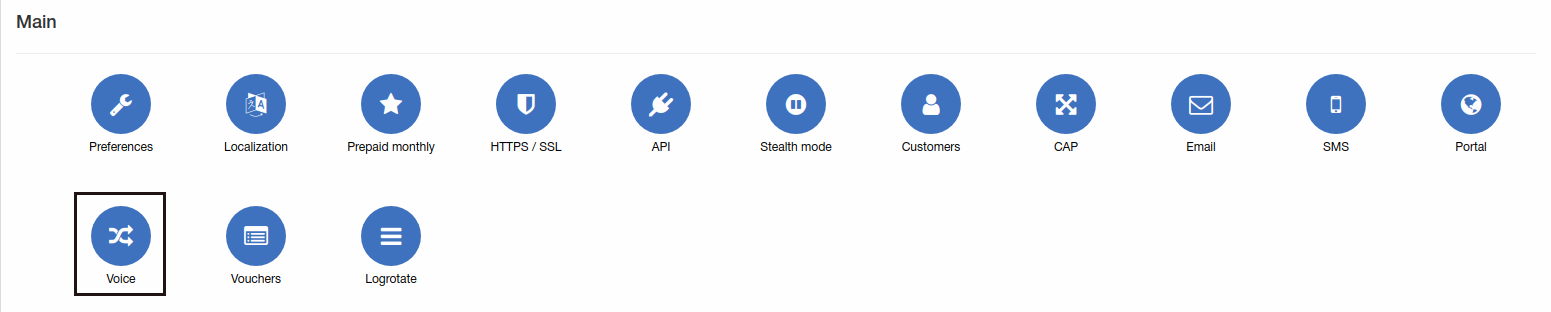 Main
Preferences
Localization
Prepaid monthly
HTTPS / SSL
API
Stealth mode
Customers
CAP
Email
SMS
Portal
Voice
Vouchers
Logrotate